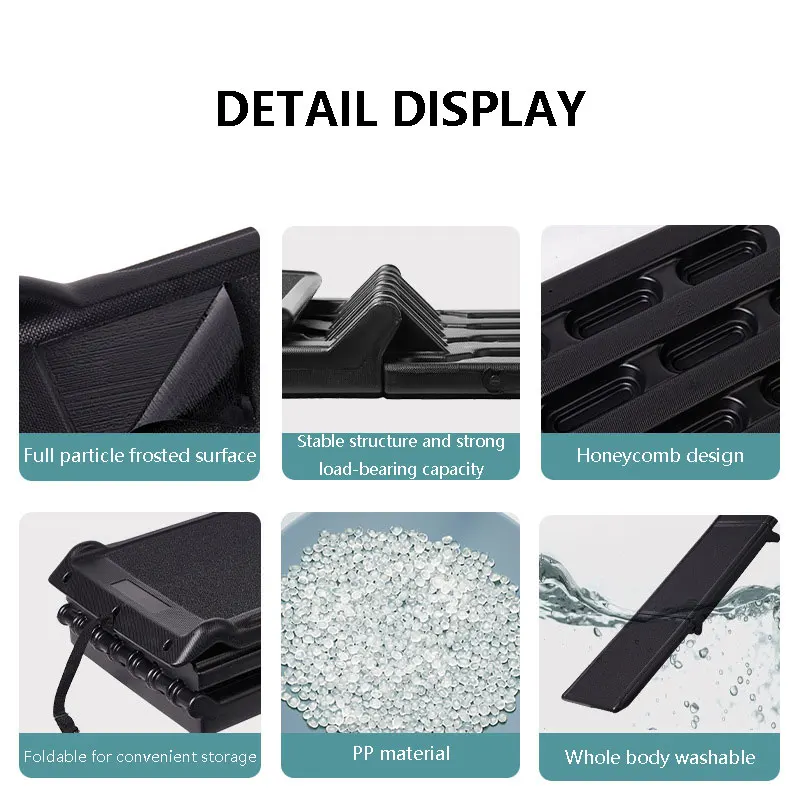 DETAIL DISPLAY
Full particle frosted surface
Stable structure and strong
load-bearing capacity
Honeycomb design
Foldable for convenient storage
PP material
Whole body washable